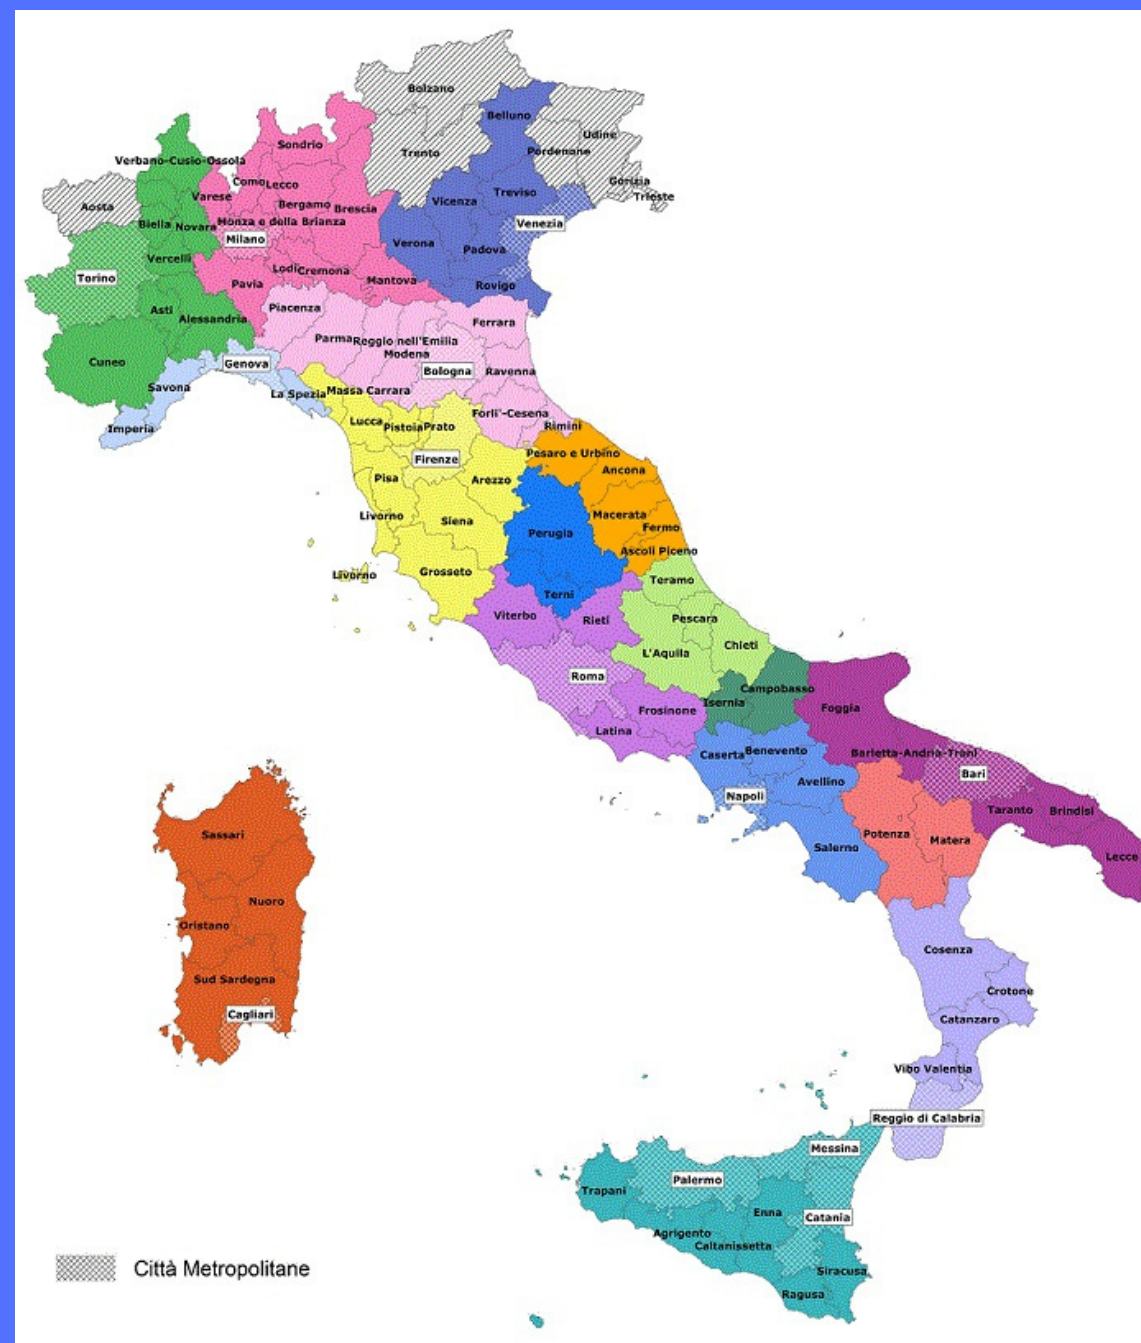 Bolzano
Belluno
Udine
Trento
Pordenone
Sondrio
Verbano-Cusio-Ossola
Gorizia
Trieste
Como
Lecco
Treviso
Varese
Vicenza
Aosta
Bergamo
Brescia
Monza e della Brianza
Venezia
Biella
Novara
Milano
Verona
Padova
Vercelli
Torino
Lodi
Cremona
Mantova
Pavia
Rovigo
Asti
Piacenza
Alessandria
Ferrara
Parma
Reggio nell'Emilia
Modena
Cuneo
Genova
Bologna
Ravenna
Savona
La Spezia
Massa Carrara
Forli'-Cesena
Imperia
Lucca
Pistoia
Prato
Rimini
Firenze
Pesaro e Urbino
Ancona
Pisa
Arezzo
Livorno
Siena
Macerata
Fermo
Perugia
Ascoli Piceno
Livorno
Grosseto
Teramo
Terni
Viterbo
Rieti
Pescara
Chieti
L'Aquila
Roma
Campobasso
Isernia
Frosinone
Foggia
Latina
Caserta
Benevento
Barletta-Andria-Trani
Bari
Avellino
Napoli
Taranto
Brindisi
Sassari
Potenza
Matera
Salerno
Lecce
Nuoro
Oristano
Cosenza
Sud Sardegna
Crotone
Cagliari
Catanzaro
Vibo Valentia
Reggio di Calabria
Messina
Palermo
Trapani
Enna
Catania
Agrigento
Caltanissetta
Siracusa
Ragusa
Città Metropolitane